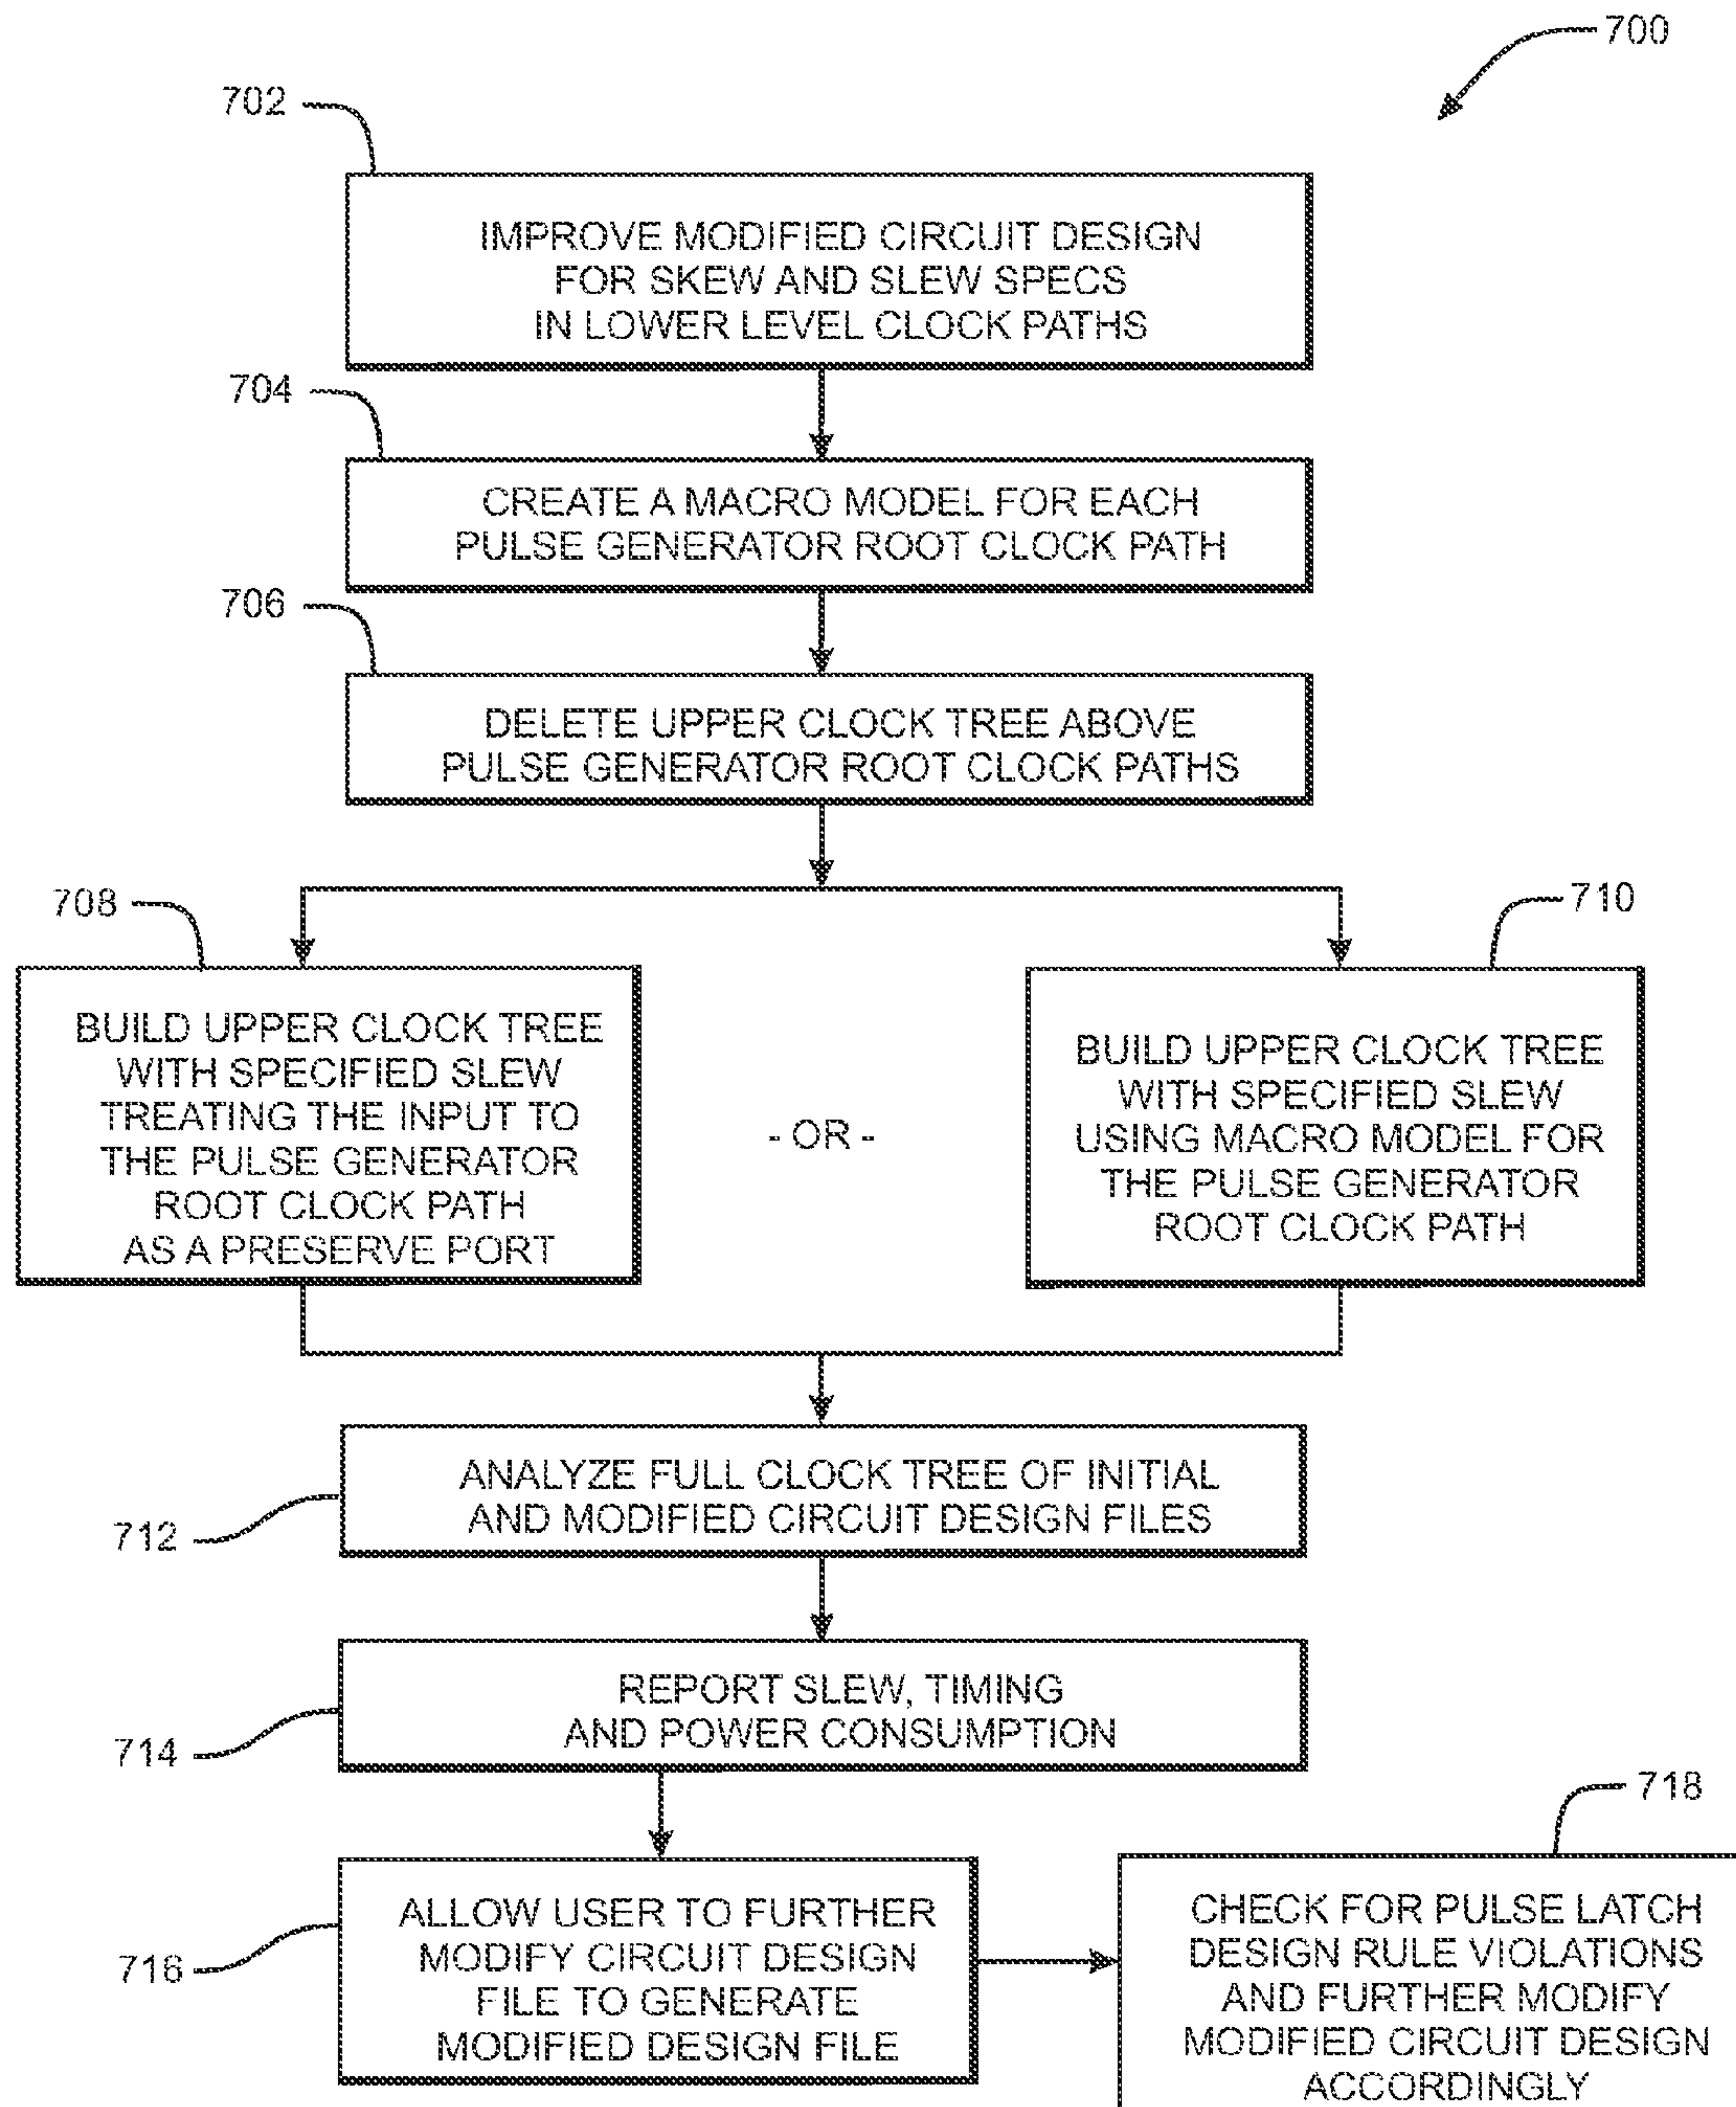 700
702
IMPROVE MODIFIED CIRCUIT DESIGN
FOR SKEW AND SLEW SPECS
IN LOWER LEVEL CLOCK PATHS
704
CREATE A MACRO MODEL FOR EACH
PULSE GENERATOR ROOT CLOCK PATH
706
DELETE UPPER CLOCK TREE ABOVE
PULSE GENERATOR ROOT CLOCK PATHS
708
BUILD UPPER CLOCK TREE
WITH SPECIFIED SLEW
TREATING THE INPUT TO
THE PULSE GENERATOR
ROOT CLOCK PATH
AS A PRESERVE PORT
- OR -
710
BUILD UPPER CLOCK TREE
WITH SPECIFIED SLEW
USING MACRO MODEL FOR
THE PULSE GENERATOR
ROOT CLOCK PATH
712
ANALYZE FULL CLOCK TREE OF INITIAL
AND MODIFIED CIRCUIT DESIGN FILES
714
REPORT SLEW, TIMING
AND POWER CONSUMPTION
716
ALLOW USER TO FURTHER
MODIFY CIRCUIT DESIGN
FILE TO GENERATE
MODIFIED DESIGN FILE
718
CHECK FOR PULSE LATCH
DESIGN RULE VIOLATIONS
AND FURTHER MODIFY
MODIFIED CIRCUIT DESIGN
ACCORDINGLY